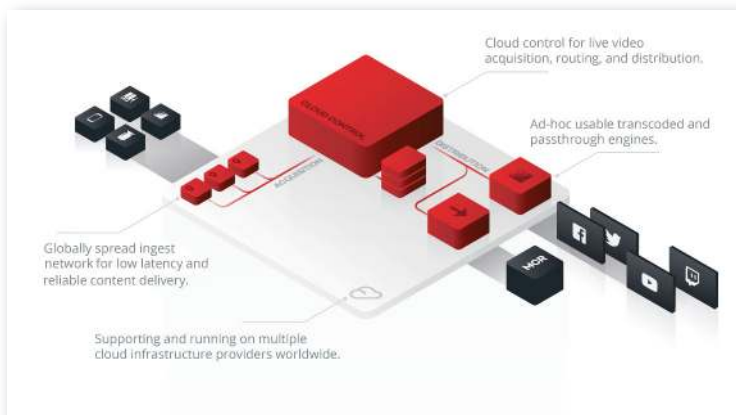 Cloud control for live video
acquisition, routing, and distribution.
CLOUD CONTROL
Ad-hoc usable transcoded and
passthrough engines.
DISTRIBUTION
ACQUISITION
Globally spread ingest
network for low latency and
reliable content delivery.
MCR
Supporting and running on multiple
cloud infrastructure providers worldwide.